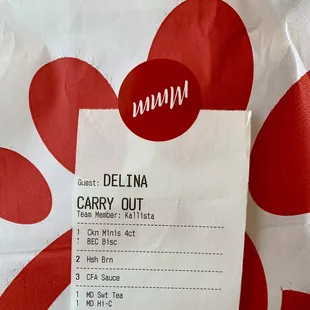 mmM
Guest: DELINA
CARRY OUT
Team Member: Kallista
1 Ckn Minis 4ct
1 BEC Bisc
2 Hsh Brn
3 CFA Sauce
1 MD Swt Tea
1 MD Hi-C